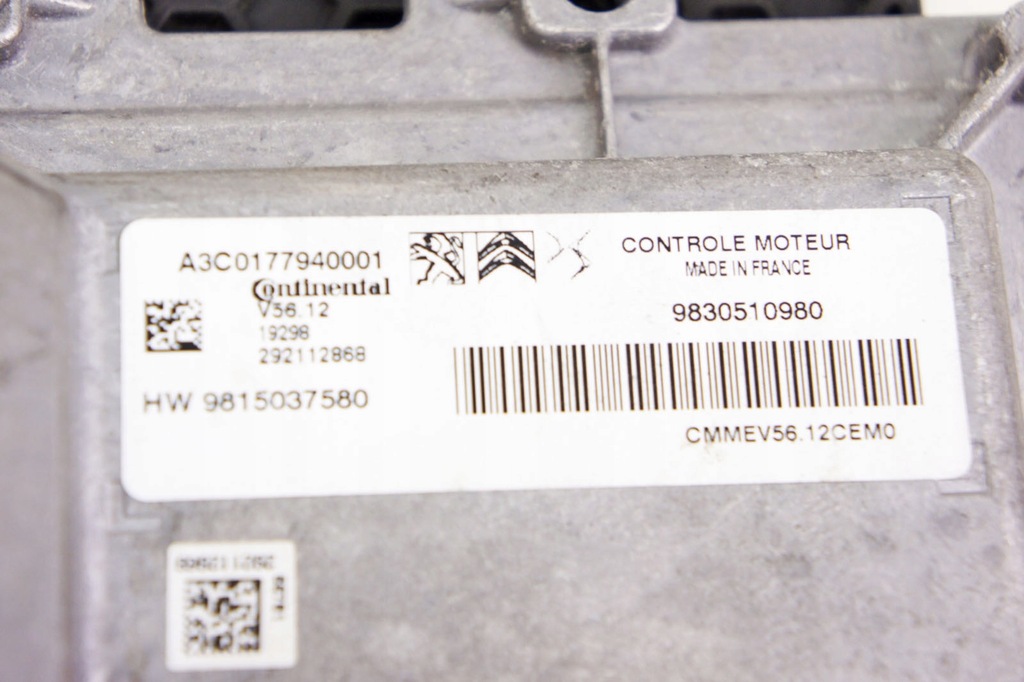 A3C0177940001
Continental
V56.12
19298
292112868
HW 9815037580
CONTROLE MOTEUR
MADE IN FRANCE
9830510980
CMMEV56.12CEM0